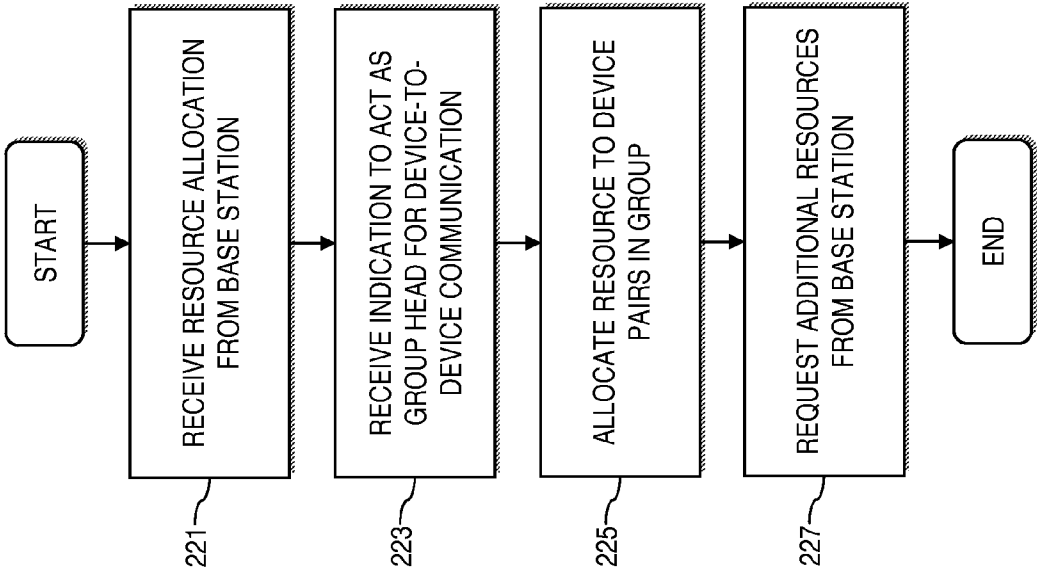 START
RECEIVE RESOURCE ALLOCATION
FROM BASE STATION
221
RECEIVE INDICATION TO ACT AS
GROUP HEAD FOR DEVICE-TO-
DEVICE COMMUNICATION
223
ALLOCATE RESOURCE TO DEVICE
PAIRS IN GROUP
225
REQUEST ADDITIONAL RESOURCES
FROM BASE STATION
227
END